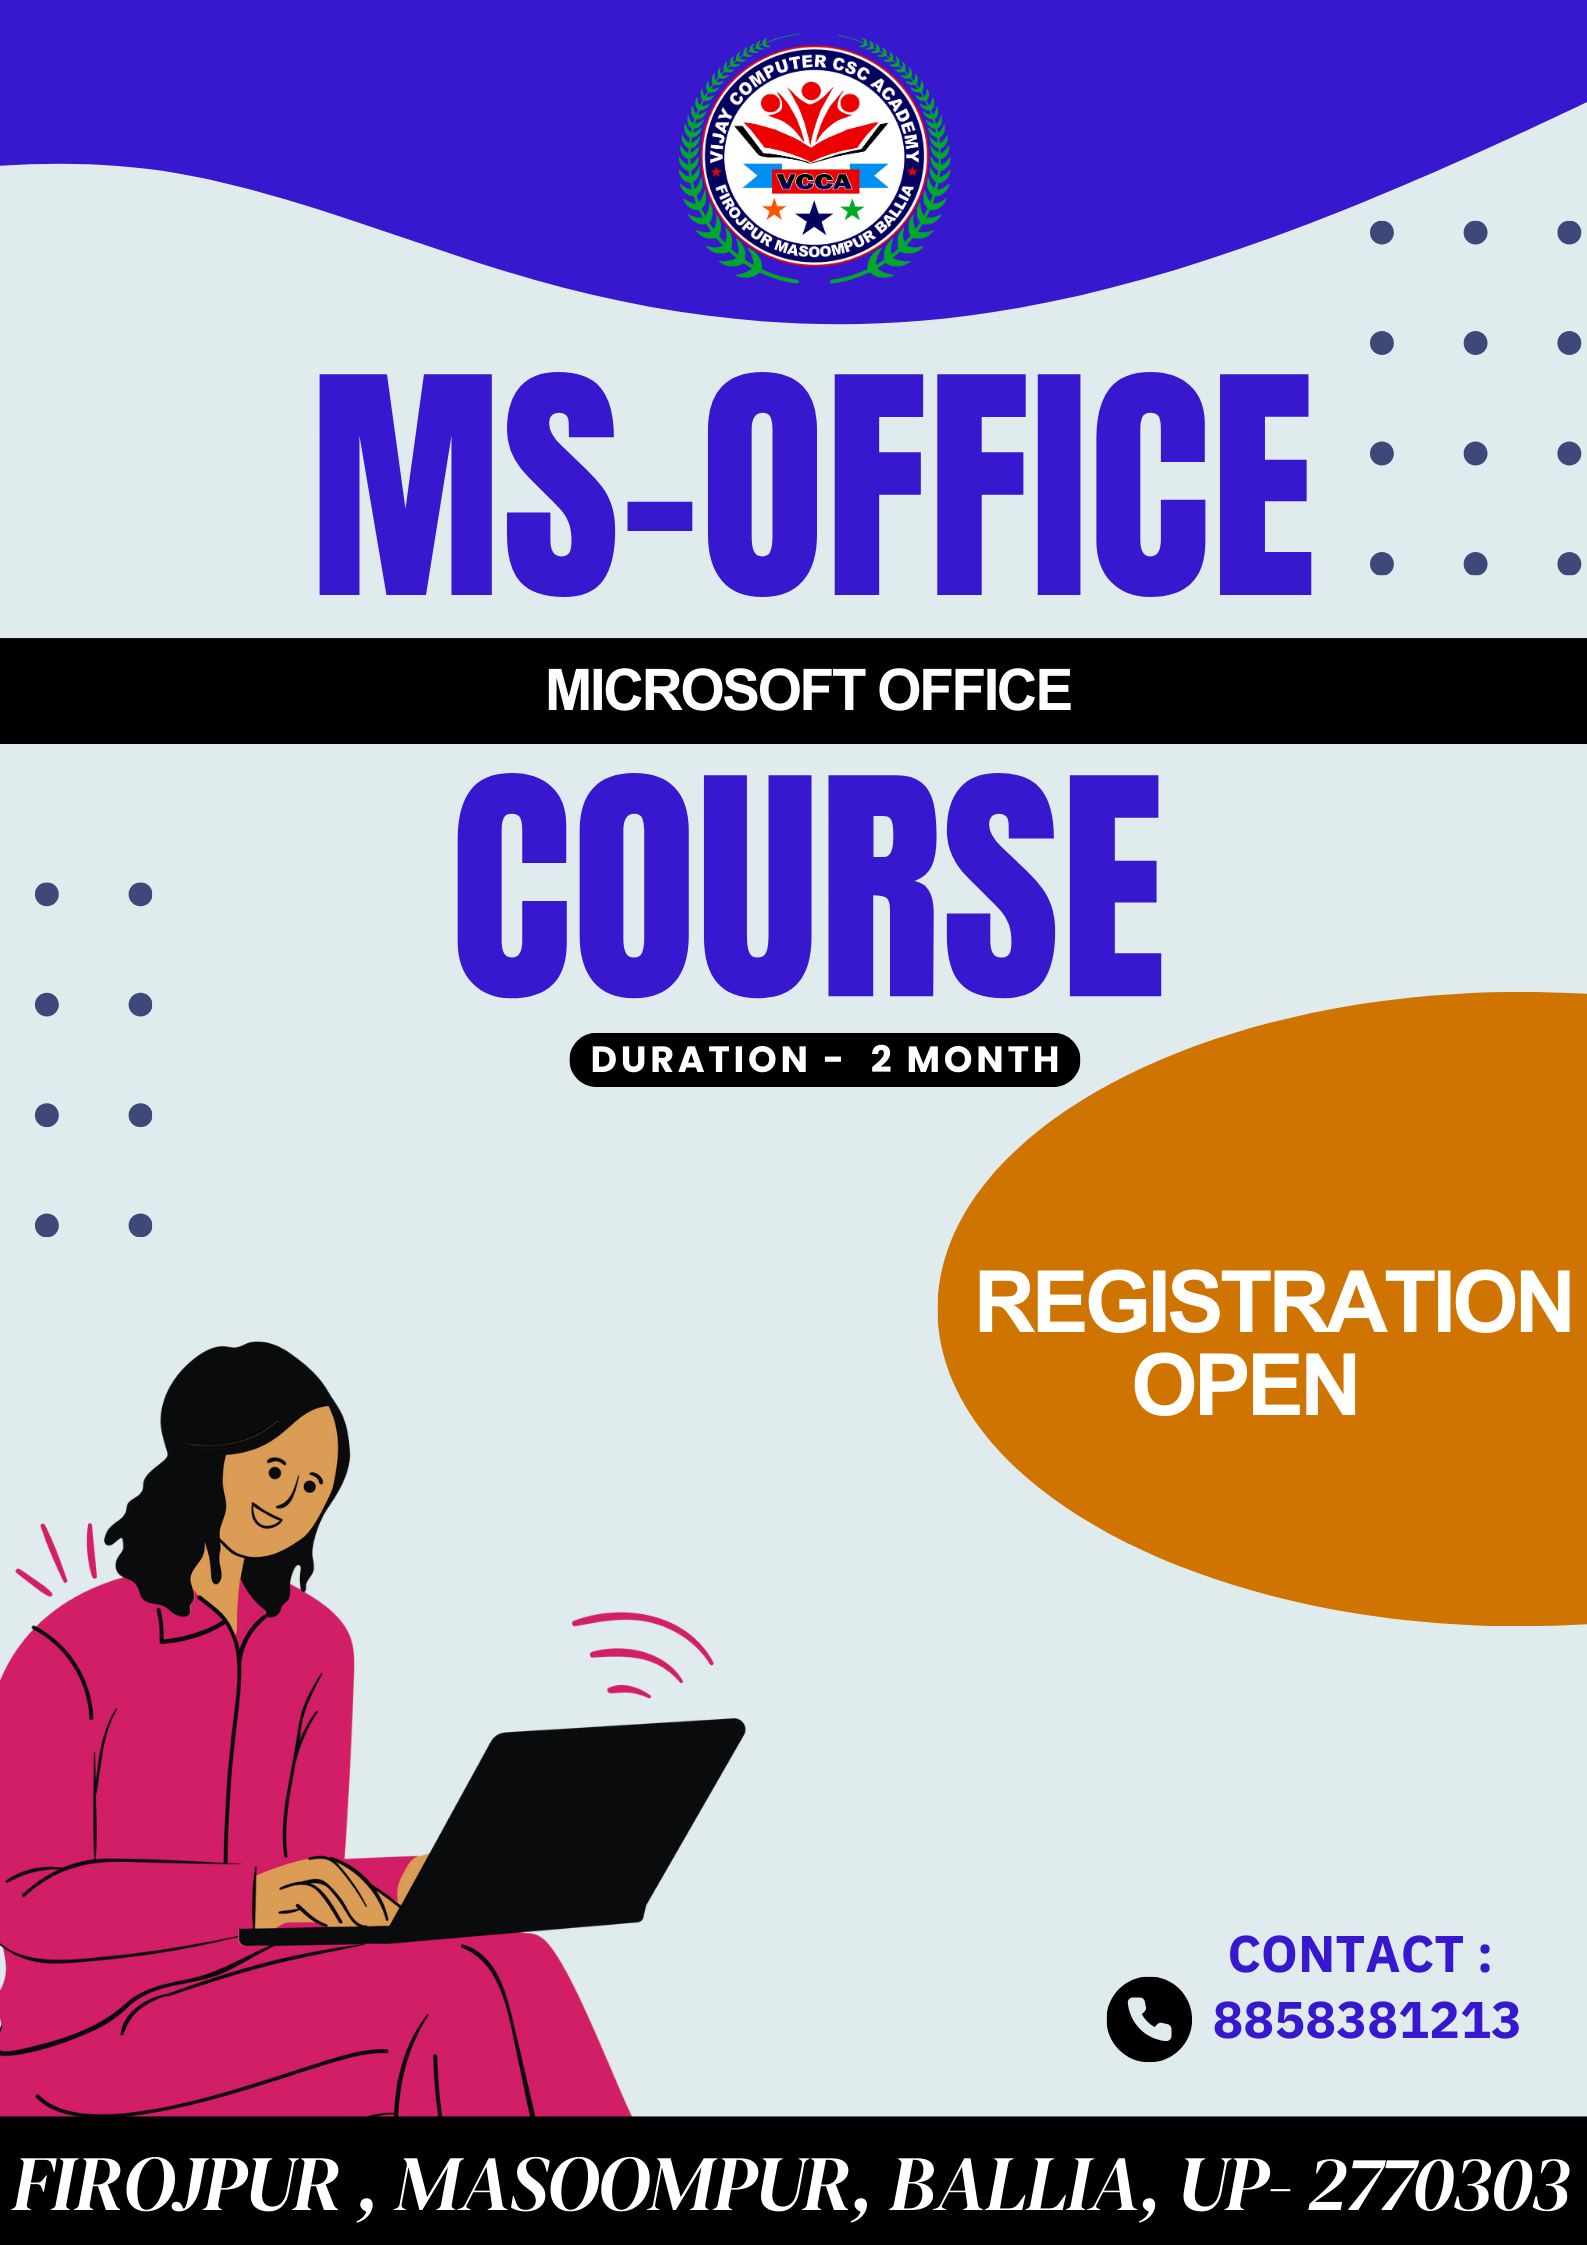 VIJAY COMPUTER CSC ACADEMY
VCCA
FIROJPUR MASOOMPUR BALLIA
MS-OFFICE
MICROSOFT OFFICE
COURSE
DURATION - 2 MONTH
REGISTRATION
OPEN
CONTACT :
8858381213
FIROJPUR , MASOOMPUR, BALLIA, UP- 2770303